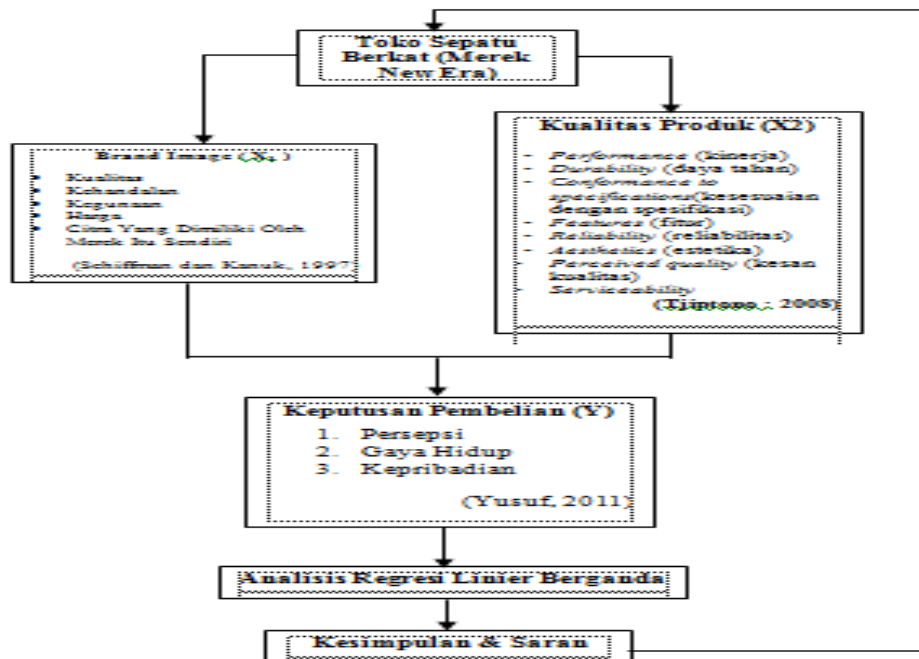 Toko Sepatu
Berkat (Merek
New Era)
Brand Image (X1)
• Kualitas
• Kehandalan
• Kegunaan
• Harga
• Citra Yang Dimiliki Oleh
Merek Itu Sendiri
(Schiffman dan Kanuk, 1997)
Kualitas Produk (X2)
- Performance (kinerja)
- Durability (daya tahan)
- Conformance to
specifications(kesesuaian
dengan spesifikasi)
- Features (fitur)
- Reliability (reliabilitas)
- Aesthetics (estetika)
- Perceived quality (kesan
kualitas)
- Serviceability
(Tjiptono : 2008)
Keputusan Pembelian (Y)
1. Persepsi
2. Gaya Hidup
3. Kepribadian
(Yusuf, 2011)
Analisis Regresi Linier Berganda
Kesimpulan & Saran